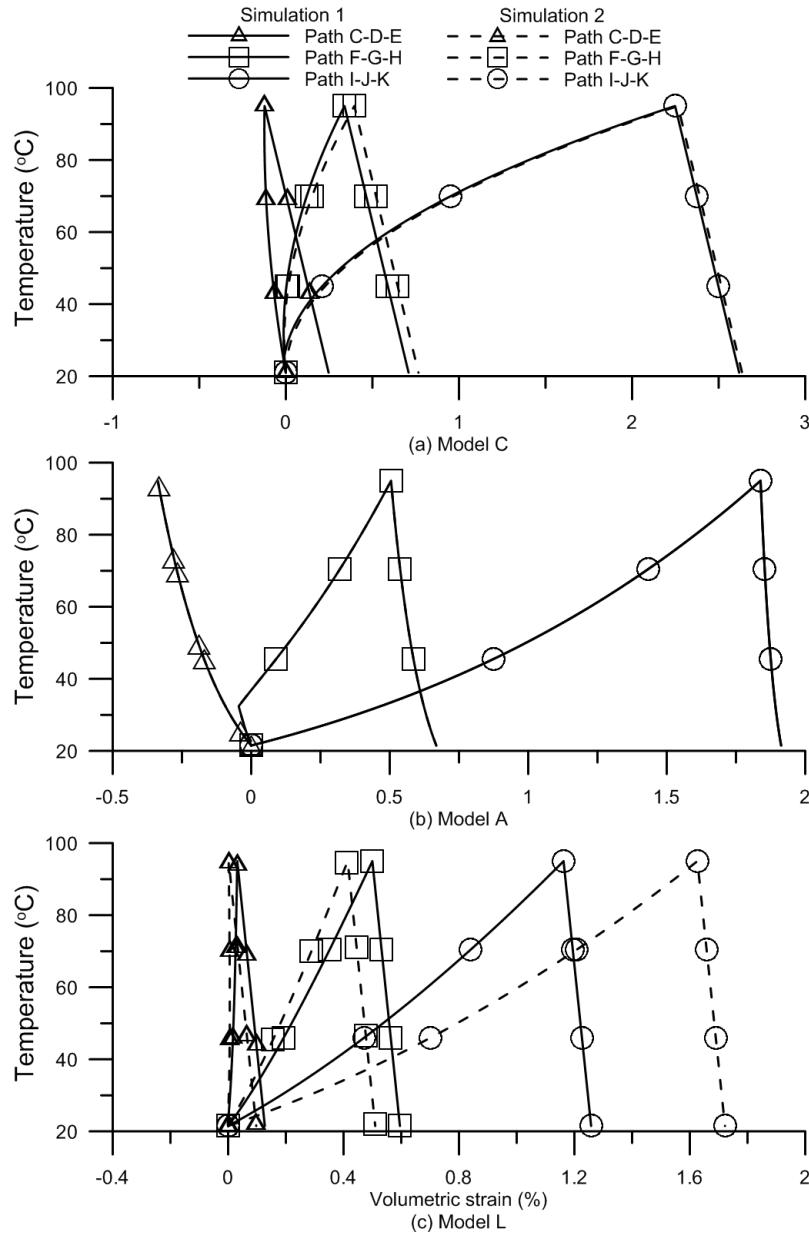 Simulation 1 Simulation 2
Path C-D-E Path C-D-E
Path F-G-H Path F-G-H
Path I-J-K Path I-J-K
100
80
60
40
20
Temperature (°C)
-1 0 1 2 3
(a) Model C
100
80
60
40
20
Temperature (°C)
-0.5 0 0.5 1 1.5 2
(b) Model A
100
80
60
40
20
Temperature (°C)
-0.4 0 0.4 0.8 1.2 1.6 2
Volumetric strain (%)
(c) Model L